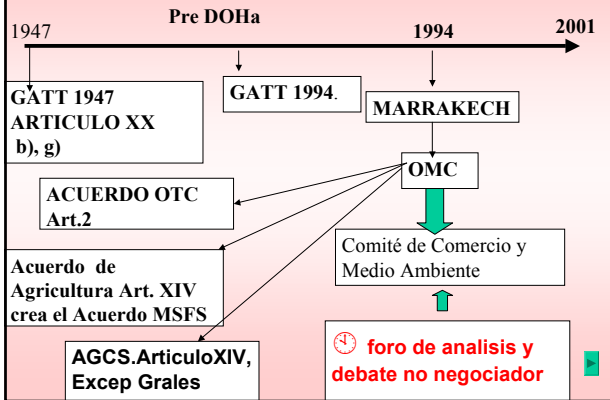 Pre DOHa
1947
1994
2001
GATT 1947
ARTICULO XX
b), g)
GATT 1994.
MARRAKECH
OMC
ACUERDO OTC
Art.2
Comité de Comercio y
Medio Ambiente
Acuerdo de
Agricultura Art. XIV
crea el Acuerdo MSFS
AGCS.ArticuloXIV,
Excep Grales
foro de analisis y
debate no negociador